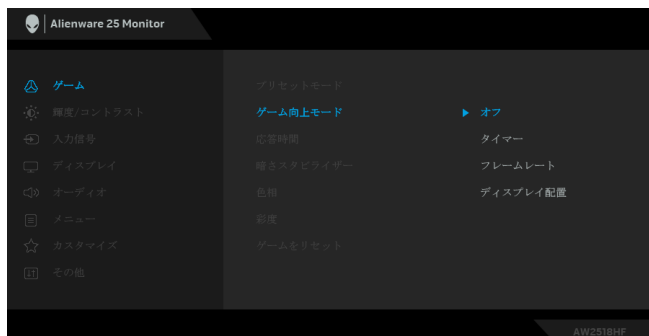 Alienware 25 Monitor
ゲーム
輝度/コントラスト
入力信号
ディスプレイ
オーディオ
メニュー
カスタマイズ
その他
プリセットモード
ゲーム向上モード
応答時間
暗さスタビライザー
色相
彩度
ゲームをリセット
オフ
タイマー
フレームレート
ディスプレイ配置
AW2518HF